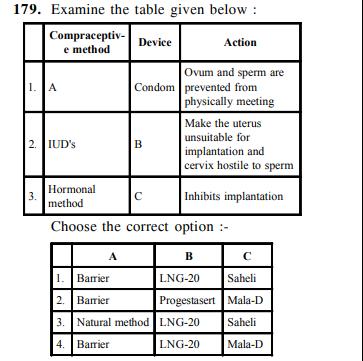 179. Examine the table given below :
Compraceptiv-
e method
Device
Action
1. A
Condom
Ovum and sperm are
prevented from
physically meeting
2. IUD's
B
Make the uterus
unsuitable for
implantation and
cervix hostile to sperm
3. Hormonal
method
C
Inhibits implantation
Choose the correct option :-
A B C
1. Barrier LNG-20 Saheli
2. Barrier Progestasert Mala-D
3. Natural method LNG-20 Saheli
4. Barrier LNG-20 Mala-D